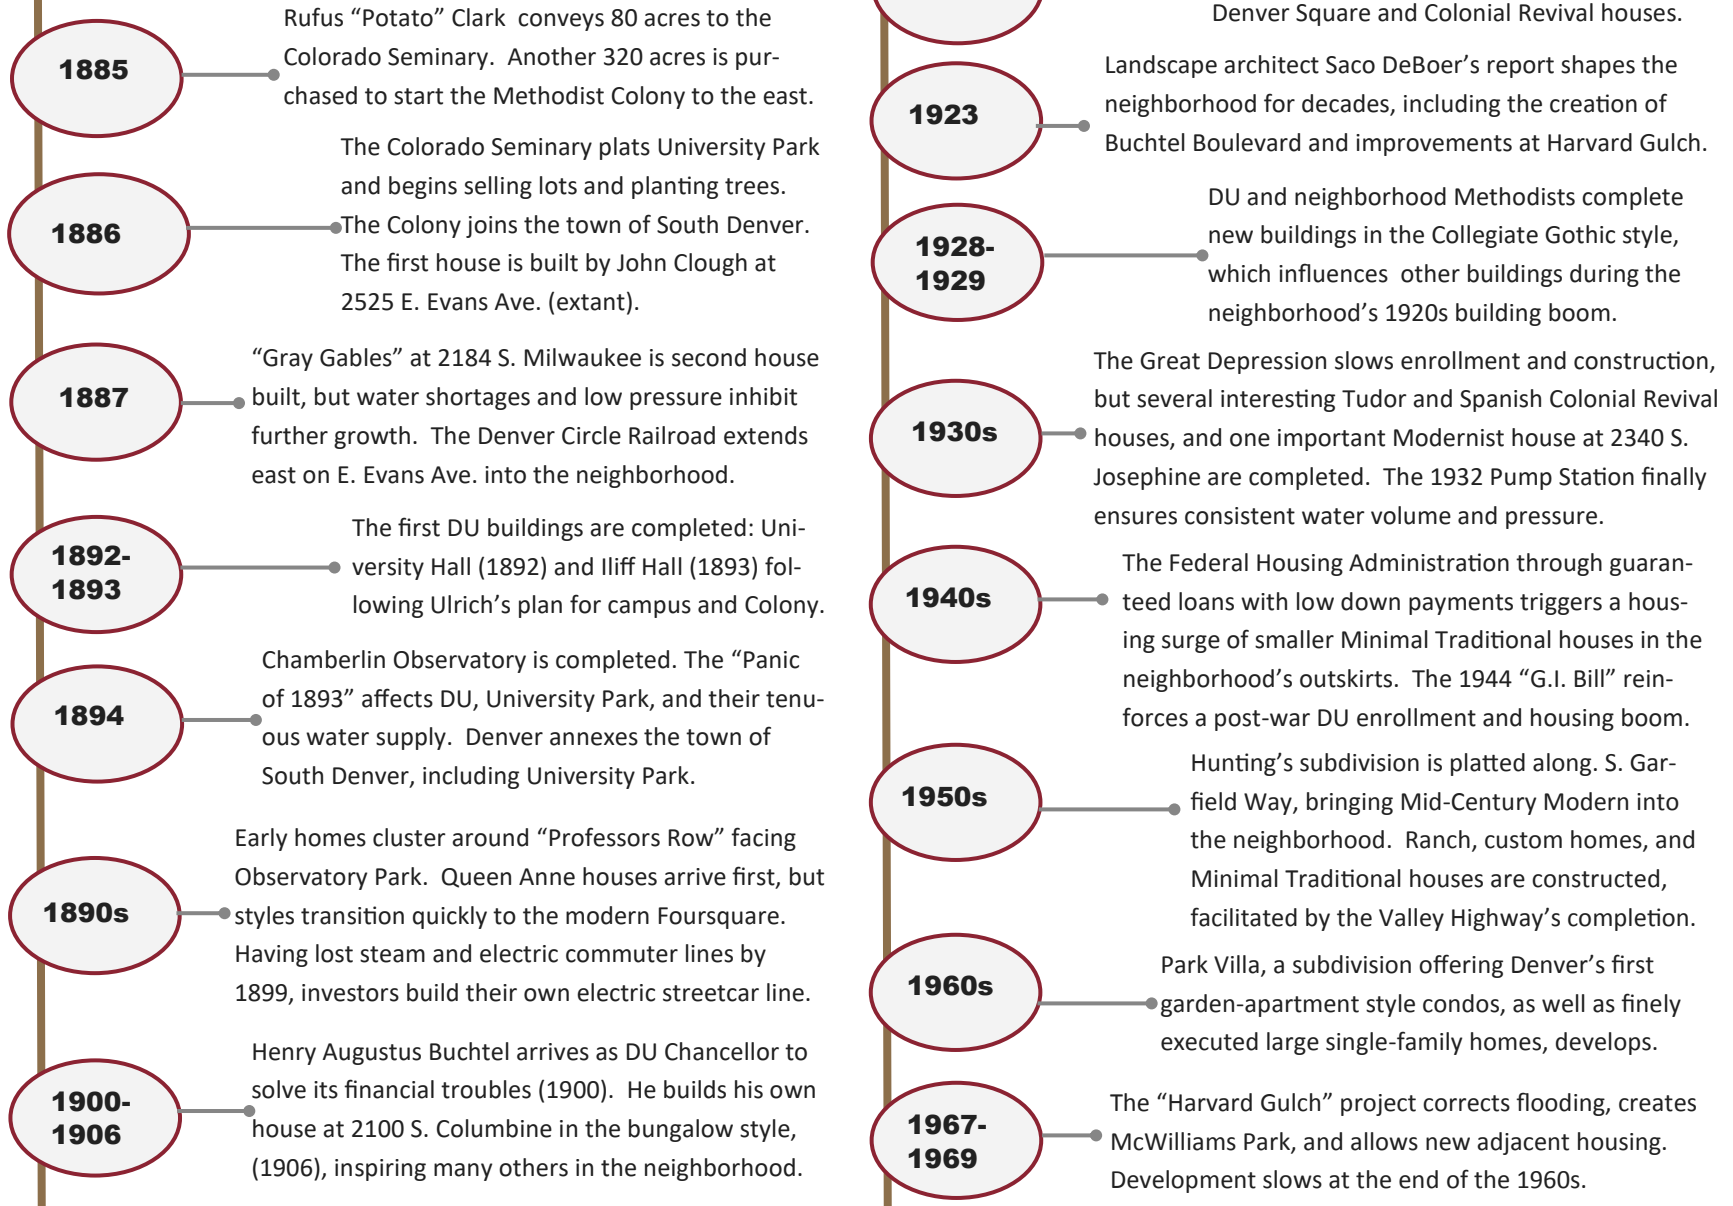 Rufus “Potato” Clark conveys 80 acres to the
1885
Colorado Seminary. Another 320 acres is pur-
chased to start the Methodist Colony to the east.
The Colorado Seminary plats University Park
and begins selling lots and planting trees.
1886
The Colony joins the town of South Denver.
The first house is built by John Clough at
2525 E. Evans Ave. (extant).
“Gray Gables” at 2184 S. Milwaukee is second house
1887
built, but water shortages and low pressure inhibit
further growth. The Denver Circle Railroad extends
east on E. Evans Ave. into the neighborhood.
1892-
1893
The first DU buildings are completed: Uni-
versity Hall (1892) and Iliff Hall (1893) fol-
lowing Ulrich’s plan for campus and Colony.
1894
Chamberlin Observatory is completed. The “Panic
of 1893” affects DU, University Park, and their tenu-
ous water supply. Denver annexes the town of
South Denver, including University Park.
1890s
Early homes cluster around “Professors Row” facing
Observatory Park. Queen Anne houses arrive first, but
styles transition quickly to the modern Foursquare.
Having lost steam and electric commuter lines by
1899, investors build their own electric streetcar line.
1900-
1906
Henry Augustus Buchtel arrives as DU Chancellor to
solve its financial troubles (1900). He builds his own
house at 2100 S. Columbine in the bungalow style,
(1906), inspiring many others in the neighborhood.
Denver Square and Colonial Revival houses.
1923
Landscape architect Saco DeBoer’s report shapes the
neighborhood for decades, including the creation of
Buchtel Boulevard and improvements at Harvard Gulch.
1928-
1929
DU and neighborhood Methodists complete
new buildings in the Collegiate Gothic style,
which influences other buildings during the
neighborhood’s 1920s building boom.
1930s
The Great Depression slows enrollment and construction,
but several interesting Tudor and Spanish Colonial Revival
houses, and one important Modernist house at 2340 S.
Josephine are completed. The 1932 Pump Station finally
ensures consistent water volume and pressure.
1940s
The Federal Housing Administration through guaran-
teed loans with low down payments triggers a hous-
ing surge of smaller Minimal Traditional houses in the
neighborhood’s outskirts. The 1944 “G.I. Bill” rein-
forces a post-war DU enrollment and housing boom.
1950s
Hunting’s subdivision is platted along. S. Gar-
field Way, bringing Mid-Century Modern into
the neighborhood. Ranch, custom homes, and
Minimal Traditional houses are constructed,
facilitated by the Valley Highway’s completion.
1960s
Park Villa, a subdivision offering Denver’s first
garden-apartment style condos, as well as finely
executed large single-family homes, develops.
1967-
1969
The “Harvard Gulch” project corrects flooding, creates
McWilliams Park, and allows new adjacent housing.
Development slows at the end of the 1960s.